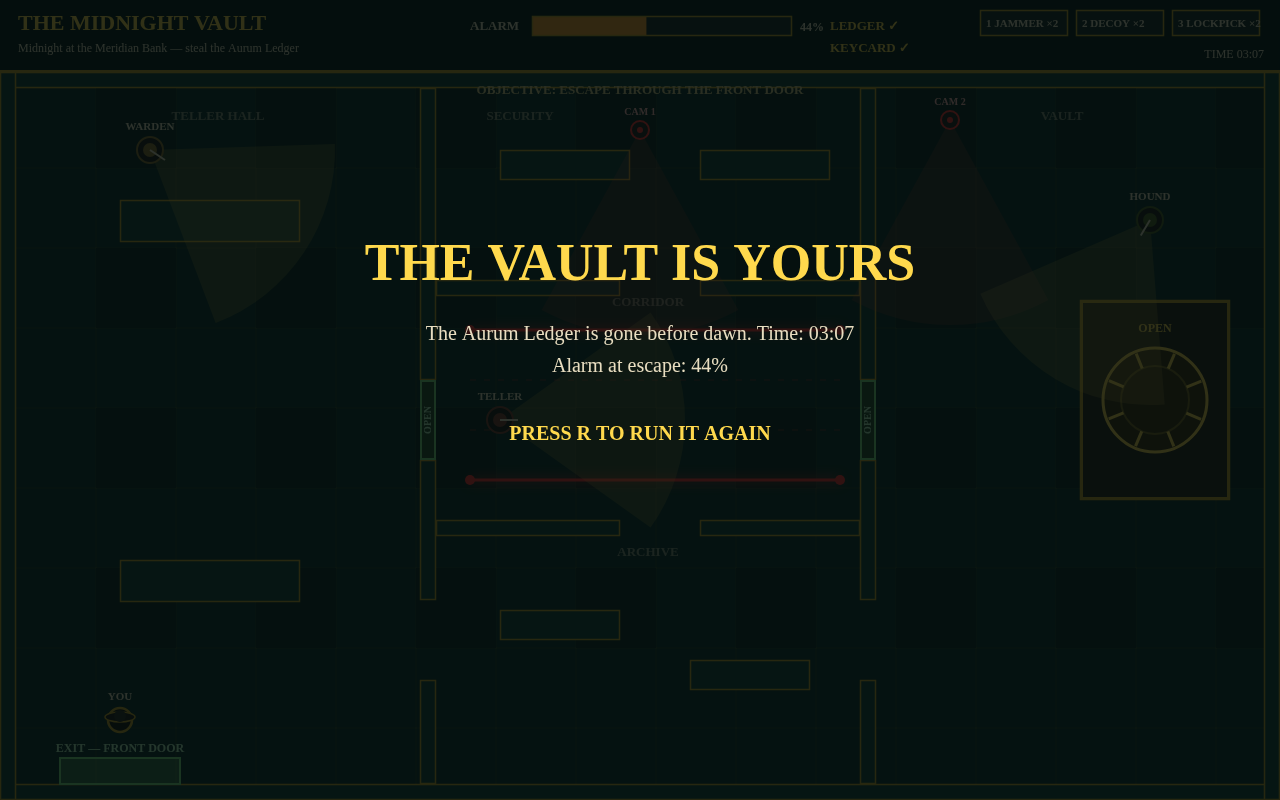 THE MIDNIGHT VAULT
Midnight at the Meridian Bank — steal the Aurum Ledger
ALARM
44%
LEDGER ✓
KEYCARD ✓
1 JAMMER ×2
2 DECOY ×2
3 LOCKPICK ×2
TIME 03:07
OBJECTIVE: ESCAPE THROUGH THE FRONT DOOR
TELLER HALL
SECURITY
VAULT
WARDEN
CAM 1
CAM 2
HOUND
THE VAULT IS YOURS
CORRIDOR
The Aurum Ledger is gone before dawn. Time: 03:07
OPEN
Alarm at escape: 44%
TELLER
OPEN
OPEN
PRESS R TO RUN IT AGAIN
ARCHIVE
YOU
EXIT — FRONT DOOR